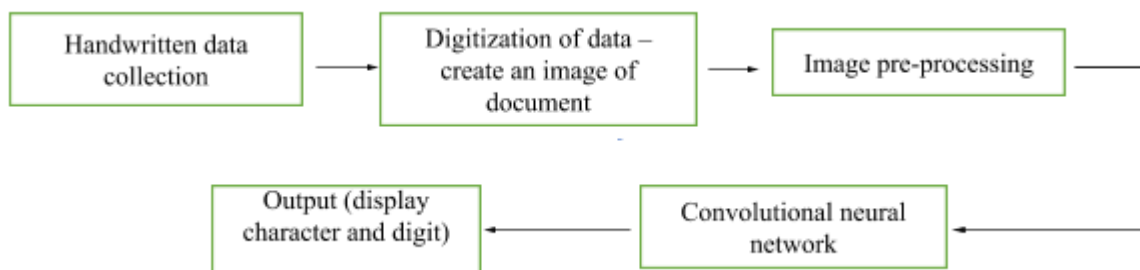 Handwritten data
collection
Digitization of data –
create an image of
document
Image pre-processing
Convolutional neural
network
Output (display
character and digit)